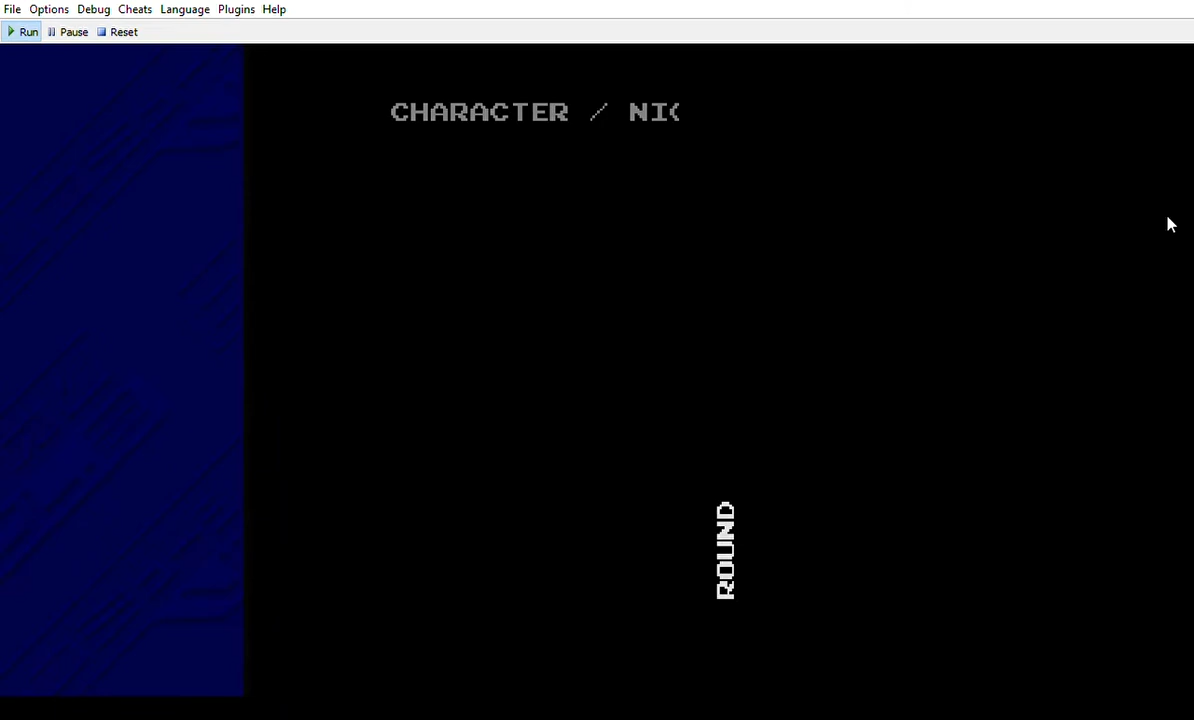 File Options Debug Cheats Language Plugins Help
Run Pause Reset
CHARACTER / NI
ROUND